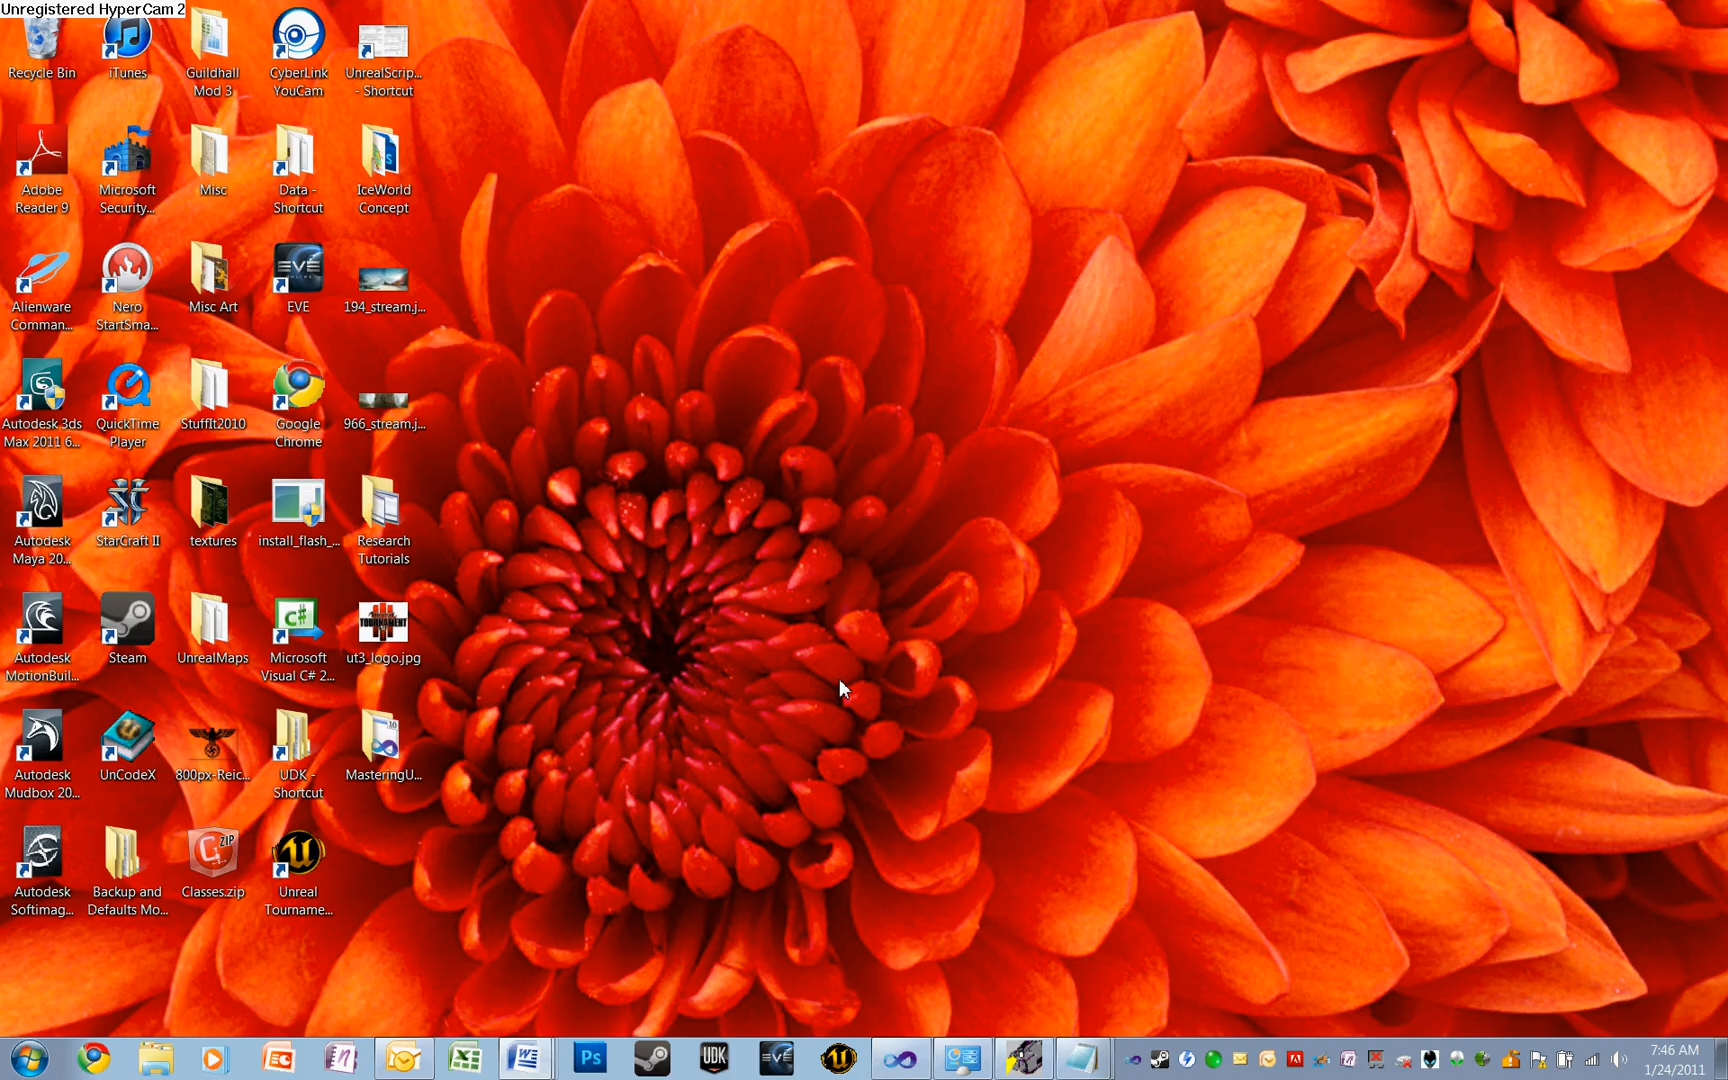 Unregistered HyperCam 2
Recycle Bin
iTunes
Guildhall
Mod 3
CyberLink
YouCam
UnrealScrip...
- Shortcut
Adobe
Reader 9
Microsoft
Security...
Misc
Data -
Shortcut
IceWorld
Concept
Alienware
Comman...
Nero
StartSma...
Misc Art
EVE
194_stream.j...
Autodesk 3ds
Max 2011 6...
QuickTime
Player
StuffIt2010
Google
Chrome
966_stream.j...
Autodesk
Maya 20...
StarCraft II
textures
install_flash_...
Research
Tutorials
Autodesk
MotionBuil...
Steam
UnrealMaps
Microsoft
Visual C# 2...
TOURNAMENT
ut3_logo.jpg
Autodesk
Mudbox 20...
UnCodeX
800px-Reic...
UDK -
Shortcut
MasteringU...
Autodesk
Softimag...
Backup and
Defaults Mo...
ZIP
Classes.zip
Unreal
Tourname...
Ps
UDK
EVE
7:46 AM
1/24/2011